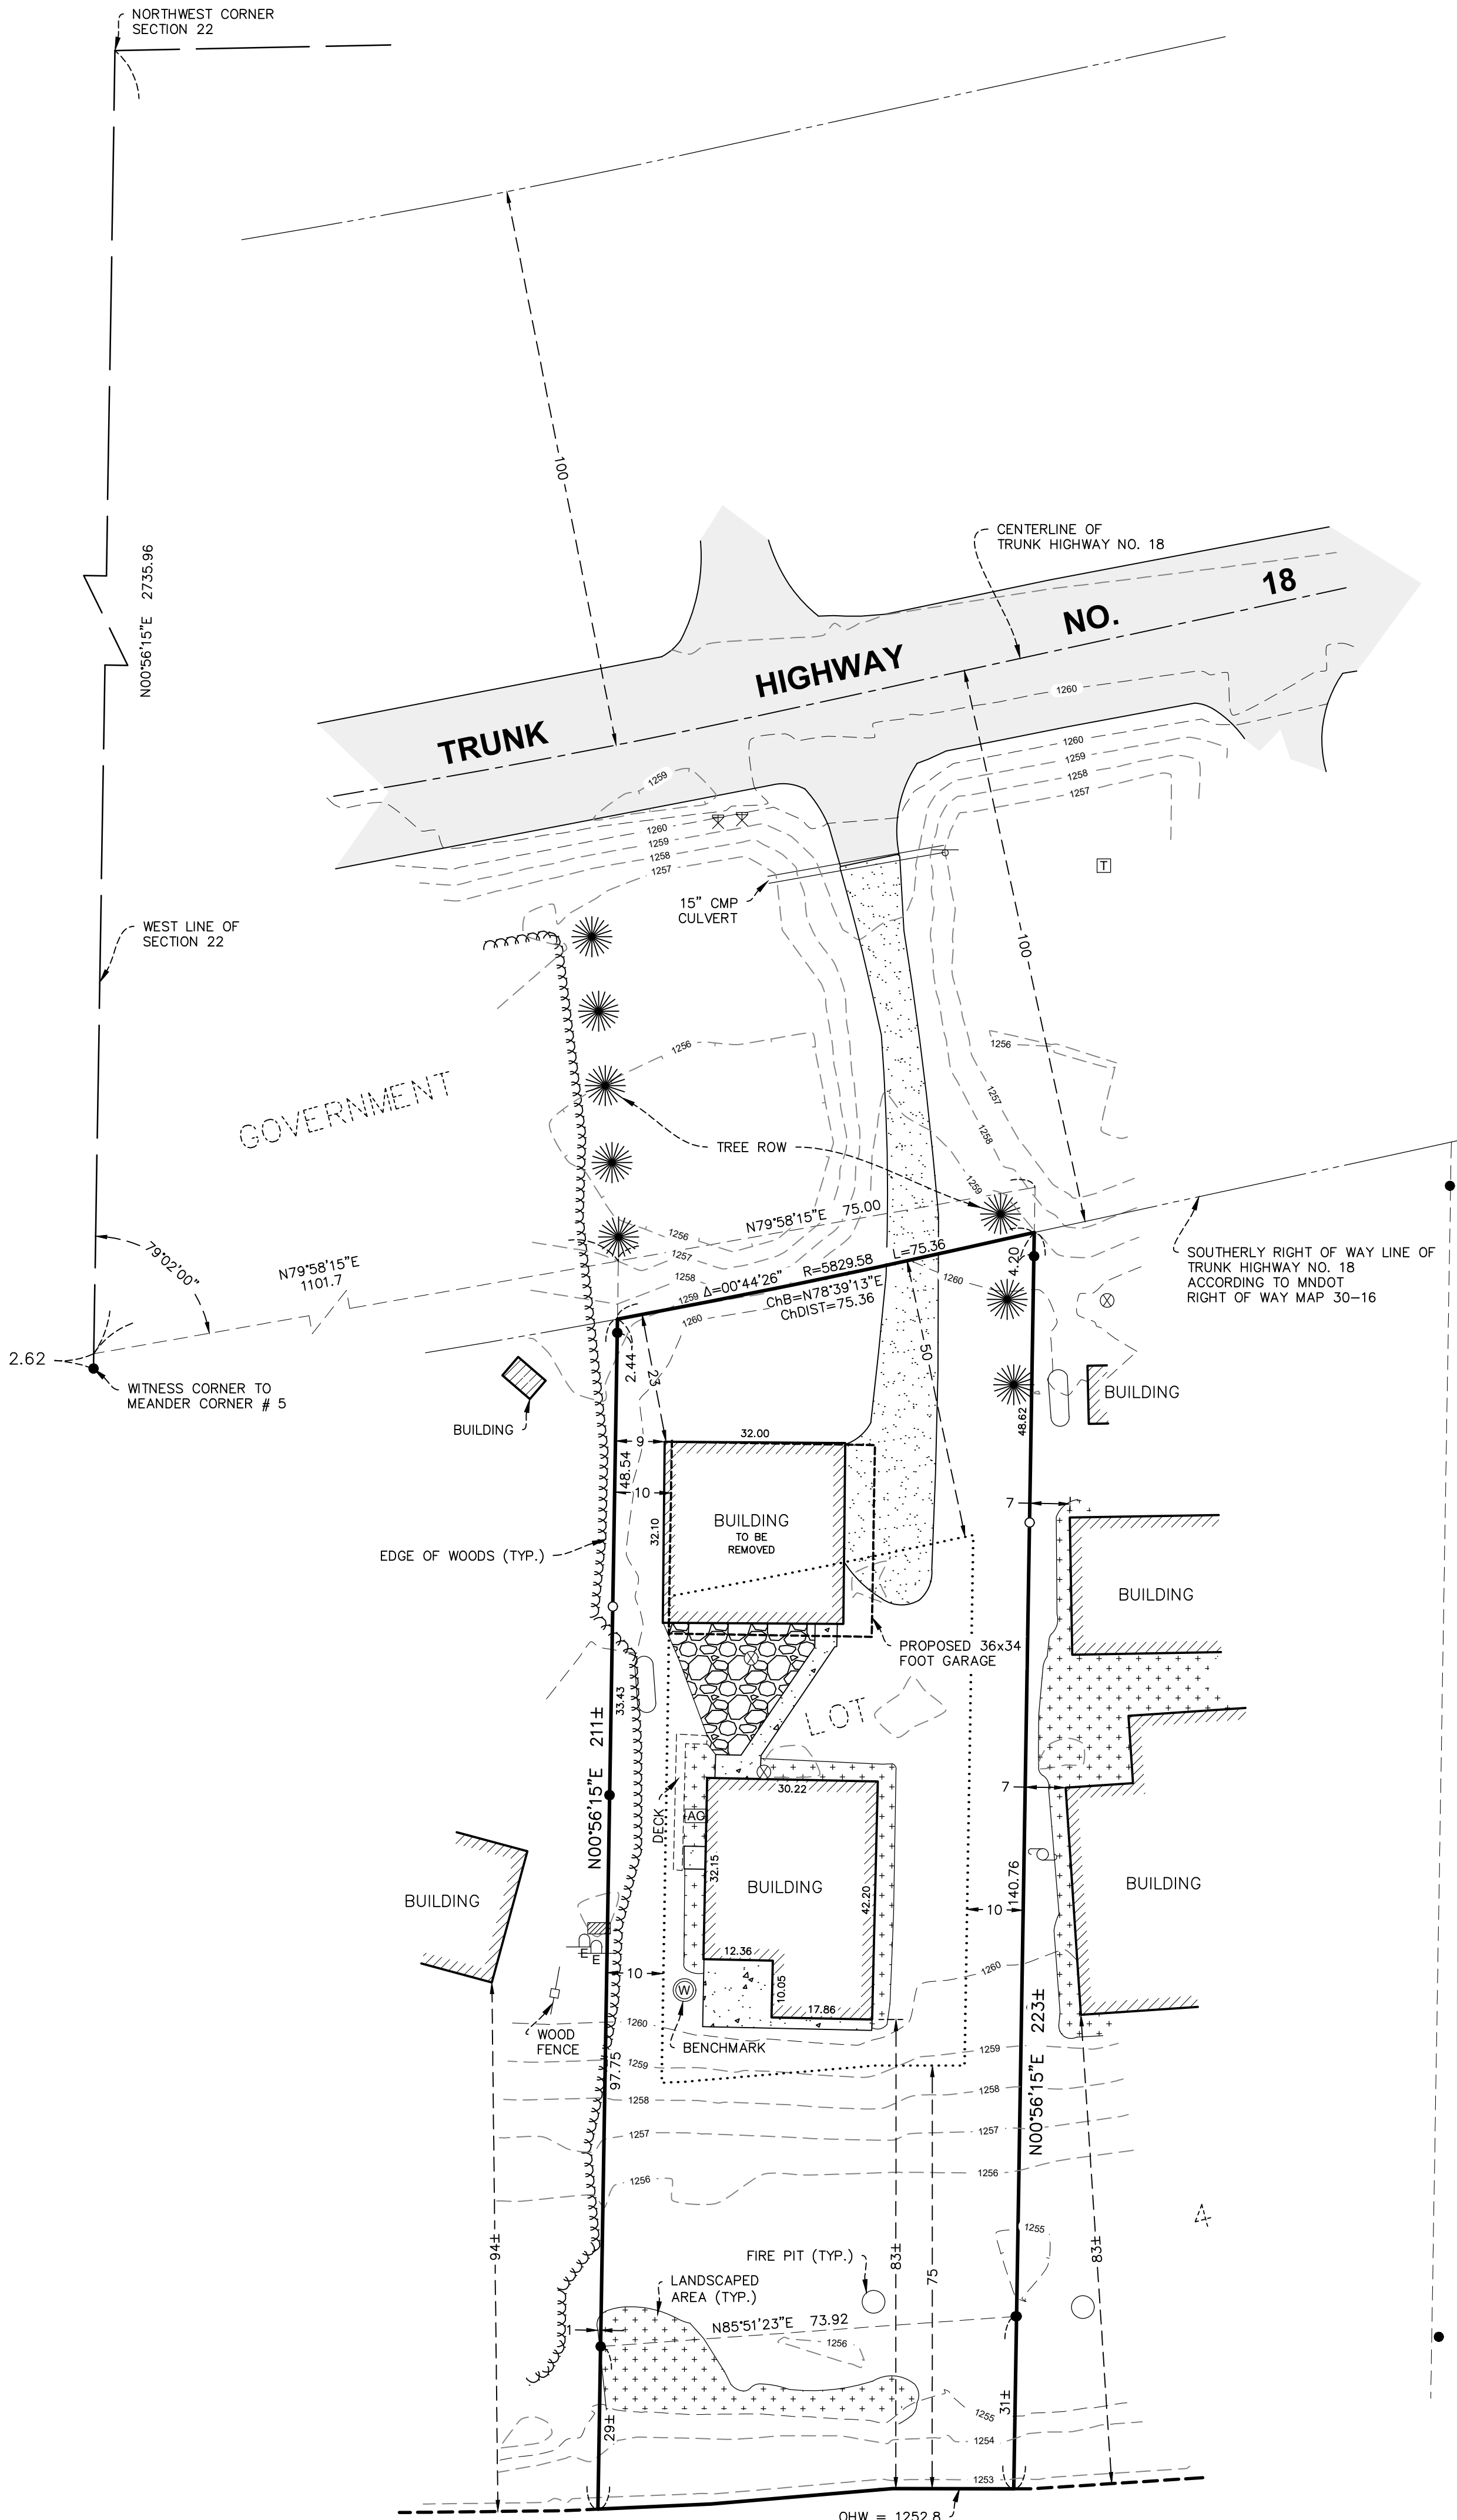 NORTHWEST CORNER
SECTION 22
N00°56'15"E 2735.96
100
CENTERLINE OF
TRUNK HIGHWAY NO. 18
TRUNK HIGHWAY NO. 18
1260
1259
1260
1259
1258
1257
1260
1259
1258
1257
T
15" CMP
CULVERT
WEST LINE OF
SECTION 22
100
1256
1256
GOVERNMENT
1257
1258
TREE ROW
1259
79°02'00"
N79°58'15"E
1101.7
N79°58'15"E 75.00
1256
1257
1258
1259
1260
Δ=00°44'26" R=5829.58 L=75.36
ChB=N78°39'13"E
ChDIST=75.36
4.20
1260
SOUTHERLY RIGHT OF WAY LINE OF
TRUNK HIGHWAY NO. 18
ACCORDING TO MNDOT
RIGHT OF WAY MAP 30-16
2.62
WITNESS CORNER TO
MEANDER CORNER # 5
2.44
23
50
BUILDING
BUILDING
48.62
9
32.00
48.54
10
7
BUILDING
TO BE
REMOVED
32.10
EDGE OF WOODS (TYP.)
BUILDING
PROPOSED 36x34
FOOT GARAGE
33.43
LOT
N00°56'15"E 211±
30.22
7
DECK
AG
32.15
BUILDING
42.20
BUILDING
BUILDING
140.76
10
12.36
E
E
10
W
10.05
17.86
1260
N00°56'15"E 223±
WOOD
FENCE
1260
BENCHMARK
97.75
1259
1259
1258
1258
1257
1257
1256
1256
4
94±
1255
83±
75
83±
FIRE PIT (TYP.)
LANDSCAPED
AREA (TYP.)
1
N85°51'23"E 73.92
1256
29±
31±
1255
1254
1253
OHW = 1252.8